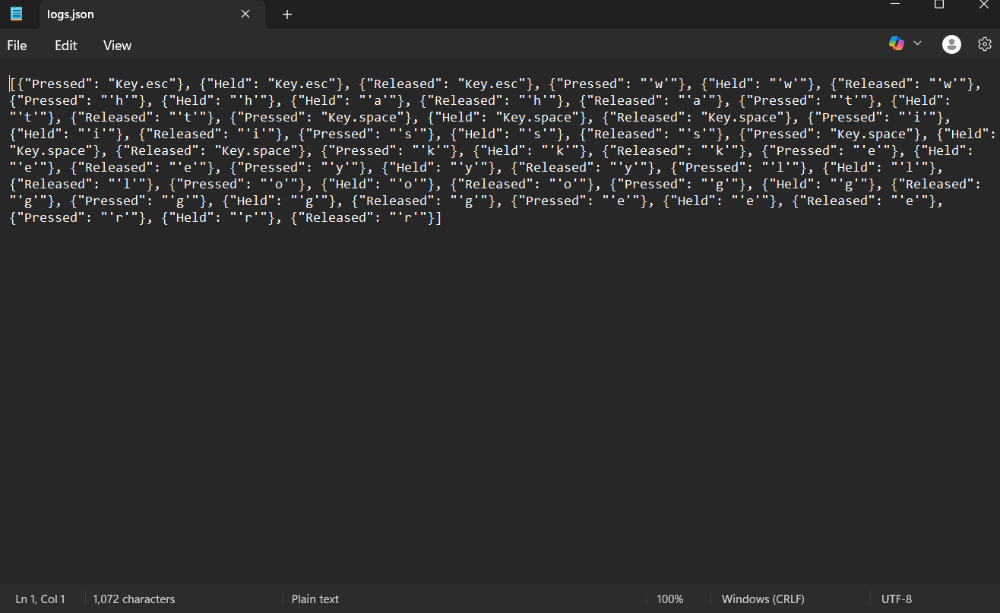 logs.json
File Edit View
[{"Pressed": "Key.esc"}, {"Held": "Key.esc"}, {"Released": "Key.esc"}, {"Pressed": "'w'"}, {"Held": "'w'"}, {"Released": "'w'"},
{"Pressed": "'h'"}, {"Held": "'h'"}, {"Held": "'a'"}, {"Released": "'h'"}, {"Released": "'a'"}, {"Pressed": "'t'"}, {"Held":
"'t'"}, {"Released": "'t'"}, {"Pressed": "Key.space"}, {"Held": "Key.space"}, {"Released": "Key.space"}, {"Pressed": "'i'"},
{"Held": "'i'"}, {"Released": "'i'"}, {"Pressed": "'s'"}, {"Held": "'s'"}, {"Released": "'s'"}, {"Pressed": "Key.space"}, {"Held":
"Key.space"}, {"Released": "Key.space"}, {"Pressed": "'k'"}, {"Held": "'k'"}, {"Released": "'k'"}, {"Pressed": "'e'"}, {"Held":
"'e'"}, {"Released": "'e'"}, {"Pressed": "'y'"}, {"Held": "'y'"}, {"Released": "'y'"}, {"Pressed": "'l'"}, {"Held": "'l'"},
{"Released": "'l'"}, {"Pressed": "'o'"}, {"Held": "'o'"}, {"Released": "'o'"}, {"Pressed": "'g'"}, {"Held": "'g'"}, {"Released":
"'g'"}, {"Pressed": "'g'"}, {"Held": "'g'"}, {"Released": "'g'"}, {"Pressed": "'e'"}, {"Held": "'e'"}, {"Released": "'e'"},
{"Pressed": "'r'"}, {"Held": "'r'"}, {"Released": "'r'"}]
Ln 1, Col 1 1,072 characters Plain text 100% Windows (CRLF) UTF-8